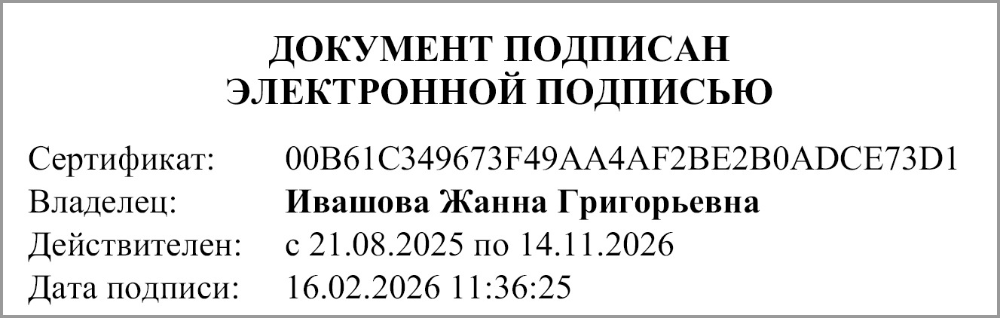 ДОКУМЕНТ ПОДПИСАН
ЭЛЕКТРОННОЙ ПОДПИСЬЮ
Сертификат: 00B61C349673F49AA4AF2BE2B0ADCE73D1
Владелец: Ивашова Жанна Григорьевна
Действителен: с 21.08.2025 по 14.11.2026
Дата подписи: 16.02.2026 11:36:25